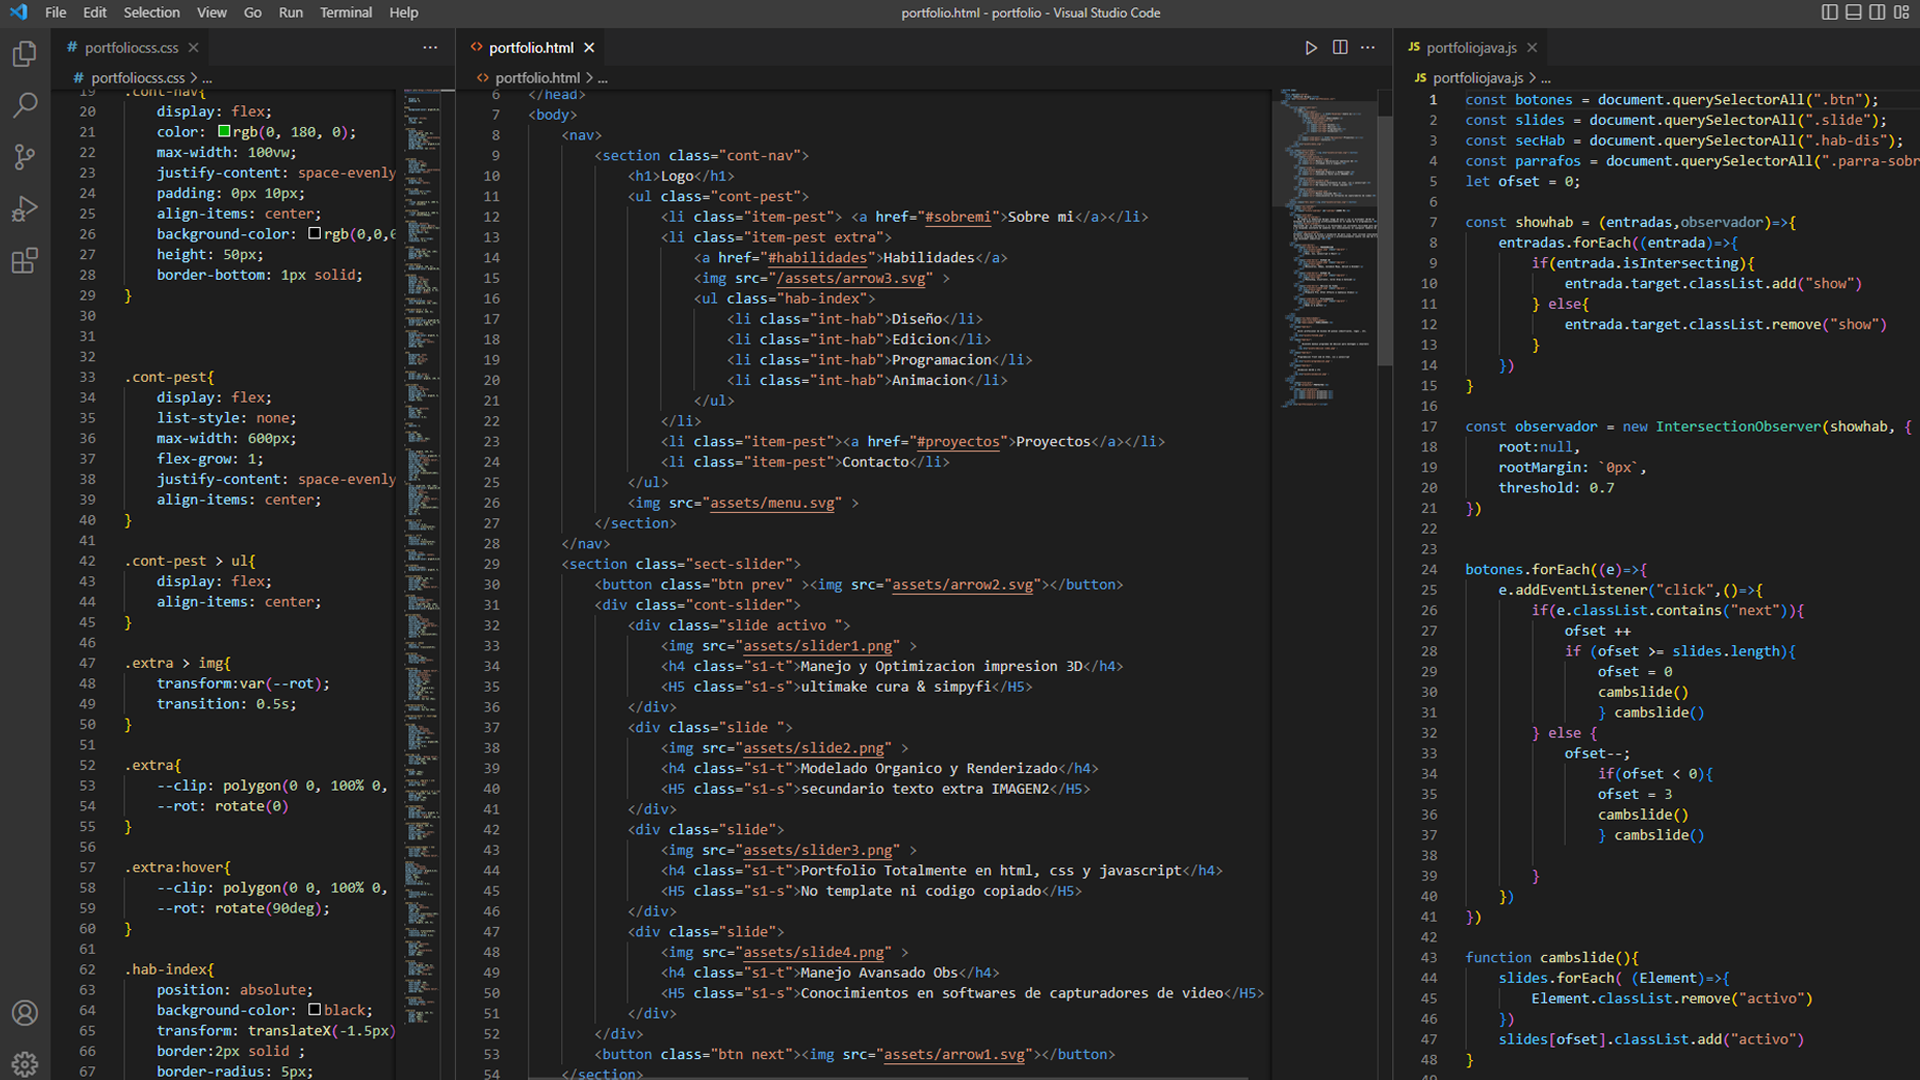 File Edit Selection View Go Run Terminal Help
portfolio.html - portfolio - Visual Studio Code
# portfoliocss.css
# portfoliocss.css > ...
19 .cont-nav{
20 display: flex;
21 color: rgb(0, 180, 0);
22 max-width: 100vw;
23 justify-content: space-evenly
24 padding: 0px 10px;
25 align-items: center;
26 background-color: rgb(0,0,0
27 height: 50px;
28 border-bottom: 1px solid;
29 }
30
31
32
33 .cont-pest{
34 display: flex;
35 list-style: none;
36 max-width: 600px;
37 flex-grow: 1;
38 justify-content: space-evenly
39 align-items: center;
40 }
41
42 .cont-pest > ul{
43 display: flex;
44 align-items: center;
45 }
46
47 .extra > img{
48 transform:var(--rot);
49 transition: 0.5s;
50 }
51
52 .extra{
53 --clip: polygon(0 0, 100% 0,
54 --rot: rotate(0)
55 }
56
57 .extra:hover{
58 --clip: polygon(0 0, 100% 0,
59 --rot: rotate(90deg);
60 }
61
62 .hab-index{
63 position: absolute;
64 background-color: black;
65 transform: translateX(-1.5px)
66 border:2px solid ;
67 border-radius: 5px;
<> portfolio.html
<> portfolio.html > ...
6 </head>
7 <body>
8 <nav>
9 <section class="cont-nav">
10 <h1>Logo</h1>
11 <ul class="cont-pest">
12 <li class="item-pest"> <a href="#sobremi">Sobre mi</a></li>
13 <li class="item-pest extra">
14 <a href="#habilidades">Habilidades</a>
15 <img src="/assets/arrow3.svg" >
16 <ul class="hab-index">
17 <li class="int-hab">Diseño</li>
18 <li class="int-hab">Edicion</li>
19 <li class="int-hab">Programacion</li>
20 <li class="int-hab">Animacion</li>
21 </ul>
22 </li>
23 <li class="item-pest"><a href="#proyectos">Proyectos</a></li>
24 <li class="item-pest">Contacto</li>
25 </ul>
26 <img src="assets/menu.svg" >
27 </section>
28 </nav>
29 <section class="sect-slider">
30 <button class="btn prev" ><img src="assets/arrow2.svg"></button>
31 <div class="cont-slider">
32 <div class="slide activo ">
33 <img src="assets/slider1.png" >
34 <h4 class="s1-t">Manejo y Optimizacion impresion 3D</h4>
35 <H5 class="s1-s">ultimake cura & simpyfi</H5>
36 </div>
37 <div class="slide ">
38 <img src="assets/slide2.png" >
39 <h4 class="s1-t">Modelado Organico y Renderizado</h4>
40 <H5 class="s1-s">secundario texto extra IMAGEN2</H5>
41 </div>
42 <div class="slide">
43 <img src="assets/slider3.png" >
44 <h4 class="s1-t">Portfolio Totalmente en html, css y javascript</h4>
45 <H5 class="s1-s">No template ni codigo copiado</H5>
46 </div>
47 <div class="slide">
48 <img src="assets/slide4.png" >
49 <h4 class="s1-t">Manejo Avansado Obs</h4>
50 <H5 class="s1-s">Conocimientos en softwares de capturadores de video</H5>
51 </div>
52 </div>
53 <button class="btn next"><img src="assets/arrow1.svg"></button>
54 </section>
JS portfoliojava.js
JS portfoliojava.js > ...
1 const botones = document.querySelectorAll(".btn");
2 const slides = document.querySelectorAll(".slide");
3 const secHab = document.querySelectorAll(".hab-dis");
4 const parrafos = document.querySelectorAll(".parra-sobr
5 let ofset = 0;
6
7 const showhab = (entradas,observador)=>{
8 entradas.forEach((entrada)=>{
9 if(entrada.isIntersecting){
10 entrada.target.classList.add("show")
11 } else{
12 entrada.target.classList.remove("show")
13 }
14 })
15 }
16
17 const observador = new IntersectionObserver(showhab, {
18 root:null,
19 rootMargin: `0px`,
20 threshold: 0.7
21 })
22
23
24 botones.forEach((e)=>{
25 e.addEventListener("click",()=>{
26 if(e.classList.contains("next")){
27 ofset ++
28 if (ofset >= slides.length){
29 ofset = 0
30 cambslide()
31 } cambslide()
32 } else {
33 ofset--;
34 if(ofset < 0){
35 ofset = 3
36 cambslide()
37 } cambslide()
38
39 }
40 })
41 })
42
43 function cambslide(){
44 slides.forEach( (Element)=>{
45 Element.classList.remove("activo")
46 })
47 slides[ofset].classList.add("activo")
48 }